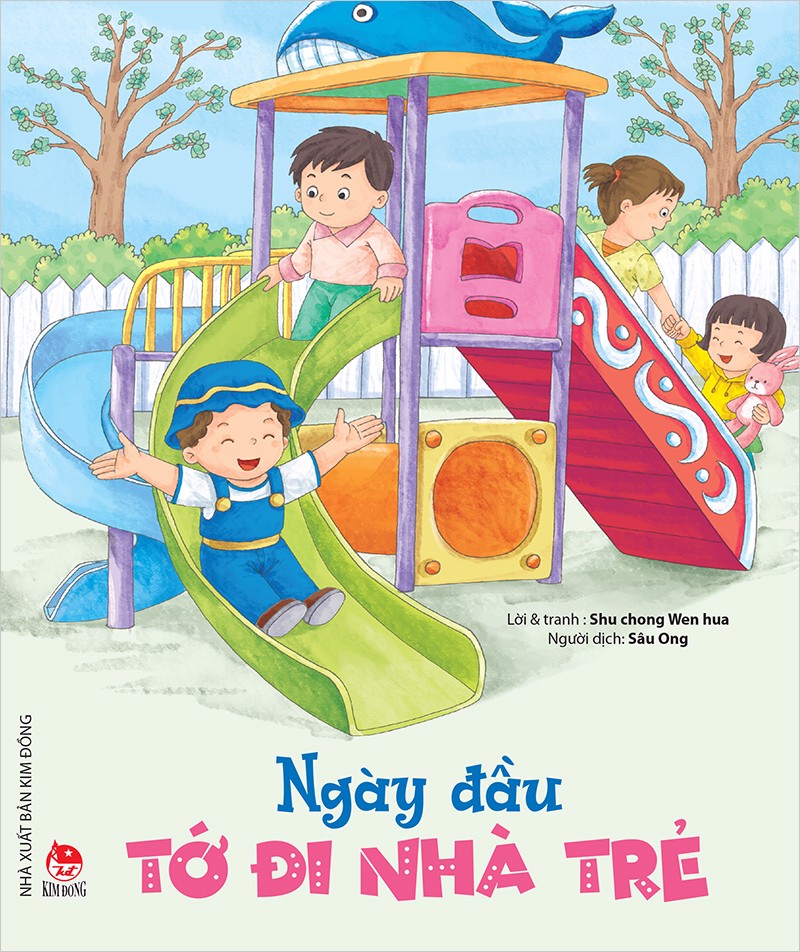 Lời & tranh : Shu chong Wen hua
Người dịch: Sâu Ong
NHÀ XUẤT BẢN KIM ĐỒNG
Ngày đầu
TỚ ĐI NHÀ TRẺ
KIM ĐỒNG